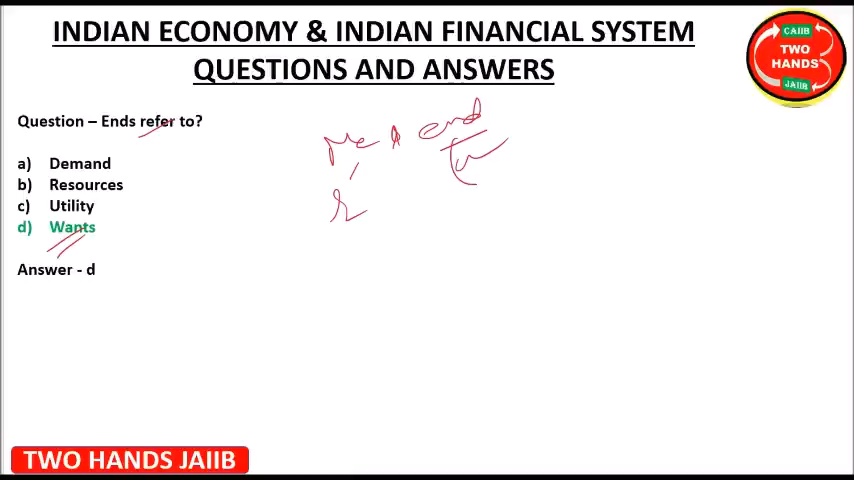 INDIAN ECONOMY & INDIAN FINANCIAL SYSTEM
QUESTIONS AND ANSWERS
CAIIB
TWO
HANDS
JAIIB
Question – Ends refer to?
a) Demand
b) Resources
c) Utility
d) Wants
Answer - d
end
TWO HANDS JAIIB